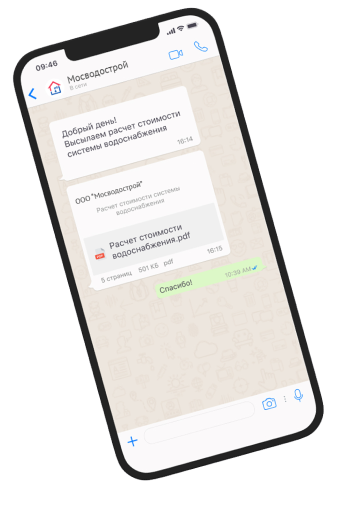 09:46
Мосводострой
В сети
Добрый день!
Высылаем расчет стоимости
системы водоснабжения
16:14
ООО "Мосводострой"
Расчет стоимости системы
водоснабжения
PDF
Расчет стоимости
водоснабжения.pdf
5 страниц 501 КБ pdf 16:15
Спасибо! 10:39 AM